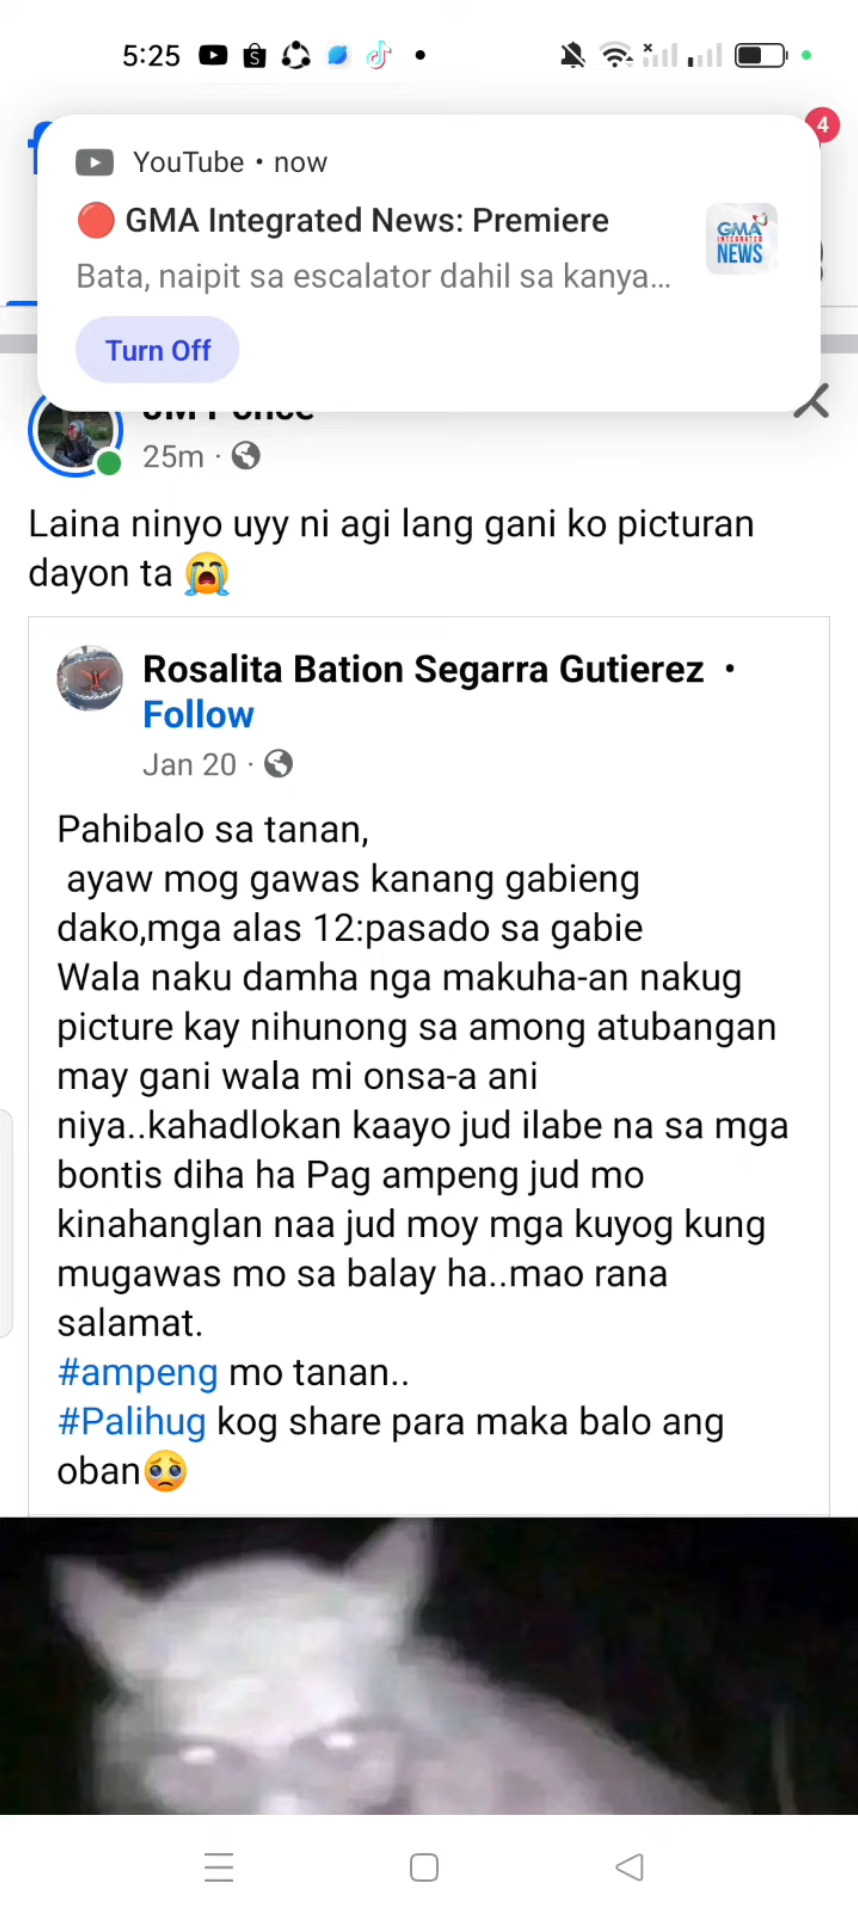 5:25
4
YouTube • now
GMA Integrated News: Premiere
Bata, naipit sa escalator dahil sa kanya...
GMA
INTEGRATED
NEWS
Turn Off
25m ·
Laina ninyo uyy ni agi lang gani ko picturan
dayon ta 😭
Rosalita Bation Segarra Gutierez •
Follow
Jan 20 ·
Pahibalo sa tanan,
ayaw mog gawas kanang gabieng
dako,mga alas 12:pasado sa gabie
Wala naku damha nga makuha-an nakug
picture kay nihunong sa among atubangan
may gani wala mi onsa-a ani
niya..kahadlokan kaayo jud ilabe na sa mga
bontis diha ha Pag ampeng jud mo
kinahanglan naa jud moy mga kuyog kung
mugawas mo sa balay ha..mao rana
salamat.
#ampeng mo tanan..
#Palihug kog share para maka balo ang
oban🥺